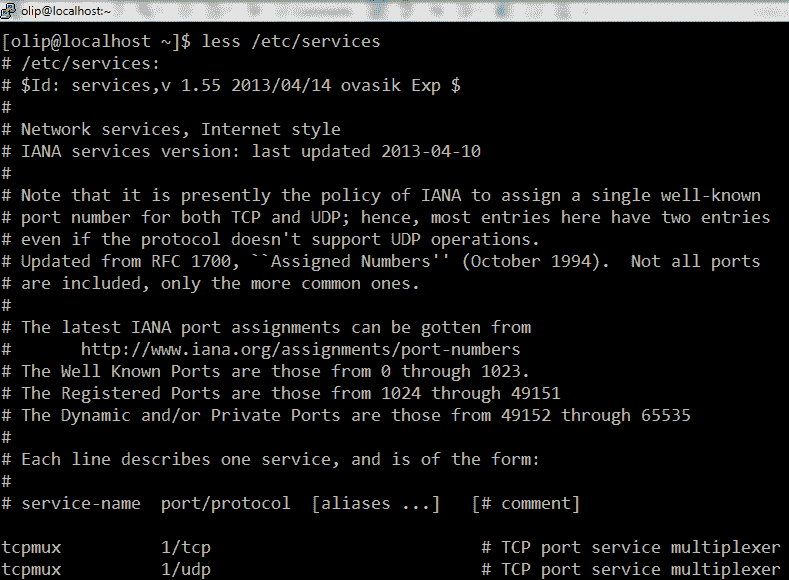 olip@localhost:~
[olip@localhost ~]$ less /etc/services
# /etc/services:
# $Id: services,v 1.55 2013/04/14 ovasik Exp $
#
# Network services, Internet style
# IANA services version: last updated 2013-04-10
#
# Note that it is presently the policy of IANA to assign a single well-known
# port number for both TCP and UDP; hence, most entries here have two entries
# even if the protocol doesn't support UDP operations.
# Updated from RFC 1700, ``Assigned Numbers'' (October 1994).  Not all ports
# are included, only the more common ones.
#
# The latest IANA port assignments can be gotten from
#       http://www.iana.org/assignments/port-numbers
# The Well Known Ports are those from 0 through 1023.
# The Registered Ports are those from 1024 through 49151
# The Dynamic and/or Private Ports are those from 49152 through 65535
#
# Each line describes one service, and is of the form:
#
# service-name  port/protocol  [aliases ...]   [# comment]
tcpmux          1/tcp                           # TCP port service multiplexer
tcpmux          1/udp                           # TCP port service multiplexer